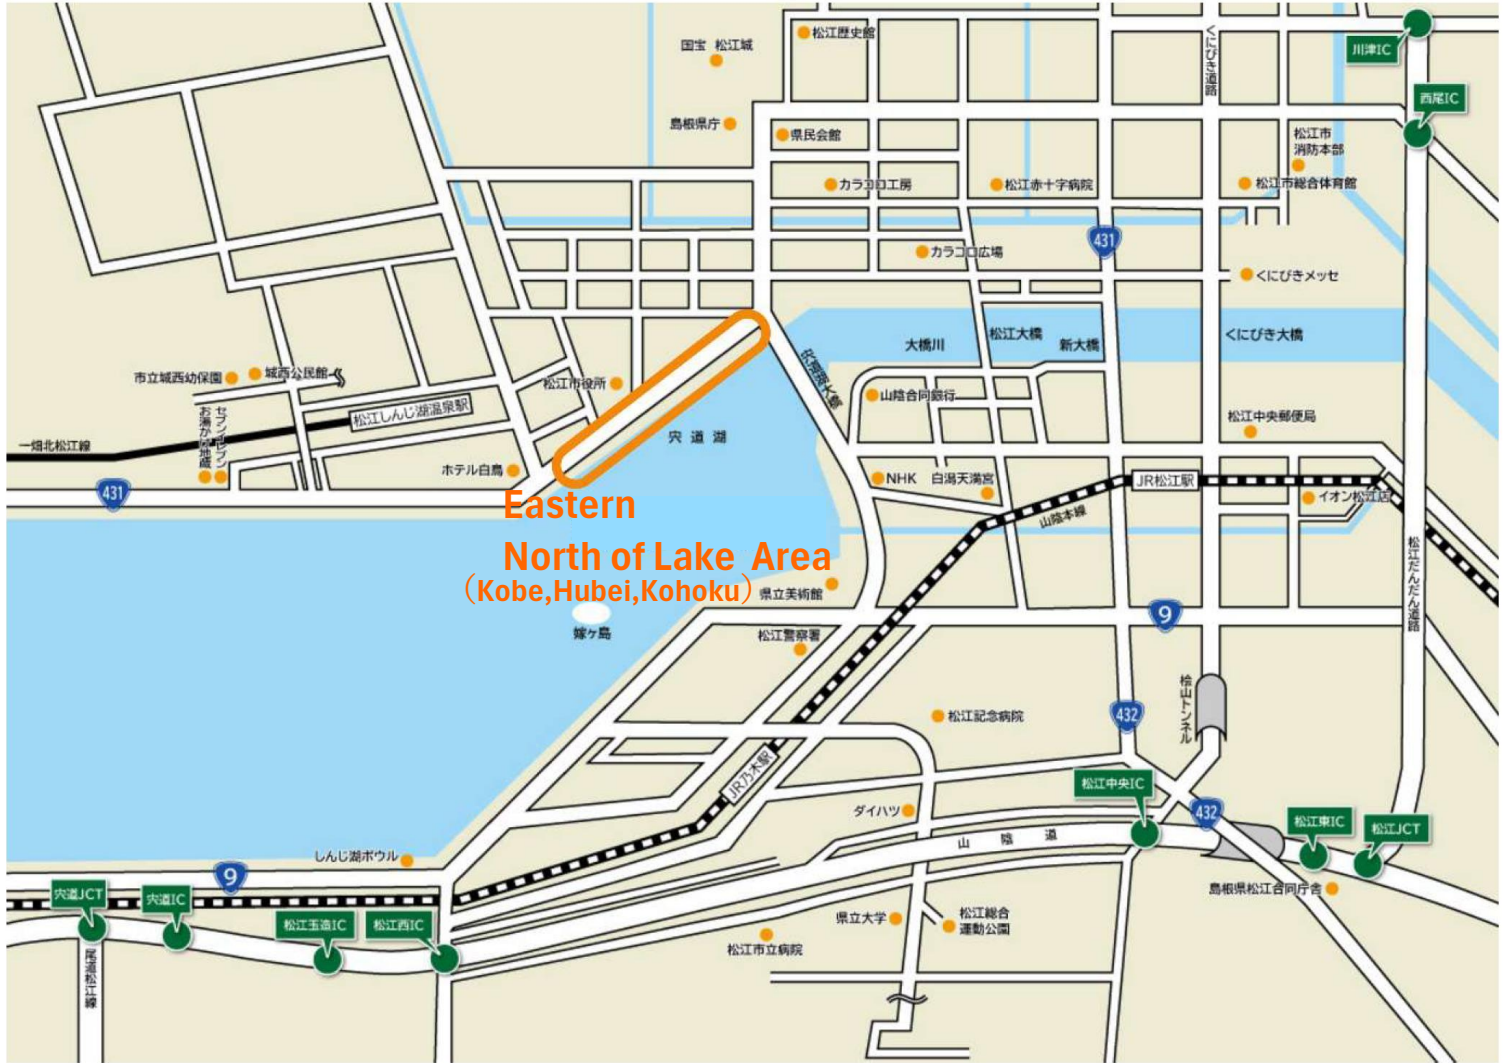 国宝 松江城
松江歴史館
くにびき道路
川津IC
西尾IC
島根県庁
県民会館
松江市
消防本部
カラコロ工房
松江赤十字病院
松江市総合体育館
431
カラコロ広場
くにびきメッセ
大橋川
松江大橋
新大橋
くにびき大橋
宍道湖大橋
市立城西幼保園
城西公民館
松江市役所
山陰合同銀行
松江しんじ湖温泉駅
お湯かけ地蔵
セブンイレブン
松江中央郵便局
一畑北松江線
宍道湖
ホテル白鳥
NHK
白潟天満宮
JR松江駅
イオン松江店
431
山陰本線
Eastern
North of Lake Area
(Kobe,Hubei,Kohoku)
県立美術館
嫁ケ島
松江警察署
9
松江だんだん道路
松江記念病院
432
桧山トンネル
JR乃木駅
松江中央IC
ダイハツ
432
松江東IC
松江JCT
山陰道
しんじ湖ボウル
9
宍道JCT
宍道IC
松江玉造IC
松江西IC
島根県松江合同庁舎
県立大学
松江総合
運動公園
松江市立病院
尾道松江線